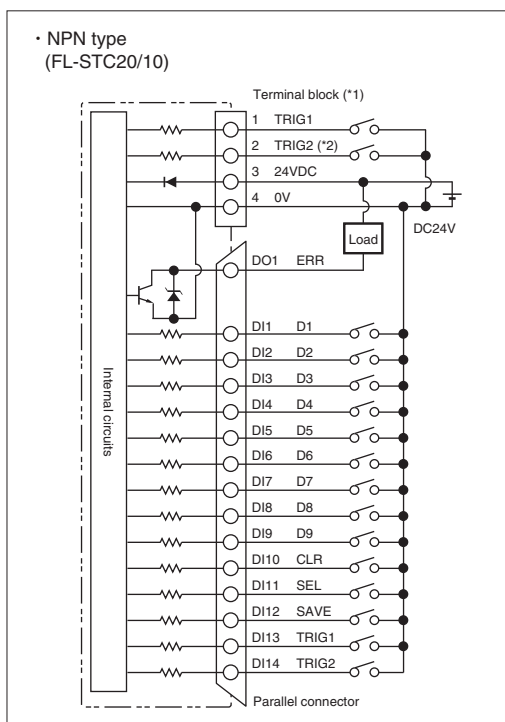 ・NPN type
(FL-STC20/10)
Terminal block (*1)
1 TRIG1
2 TRIG2 (*2)
3 24VDC
4 0V
DC24V
Load
DO1 ERR
DI1 D1
DI2 D2
DI3 D3
DI4 D4
DI5 D5
DI6 D6
DI7 D7
DI8 D8
DI9 D9
DI10 CLR
DI11 SEL
DI12 SAVE
DI13 TRIG1
DI14 TRIG2
Internal circuits
Parallel connector